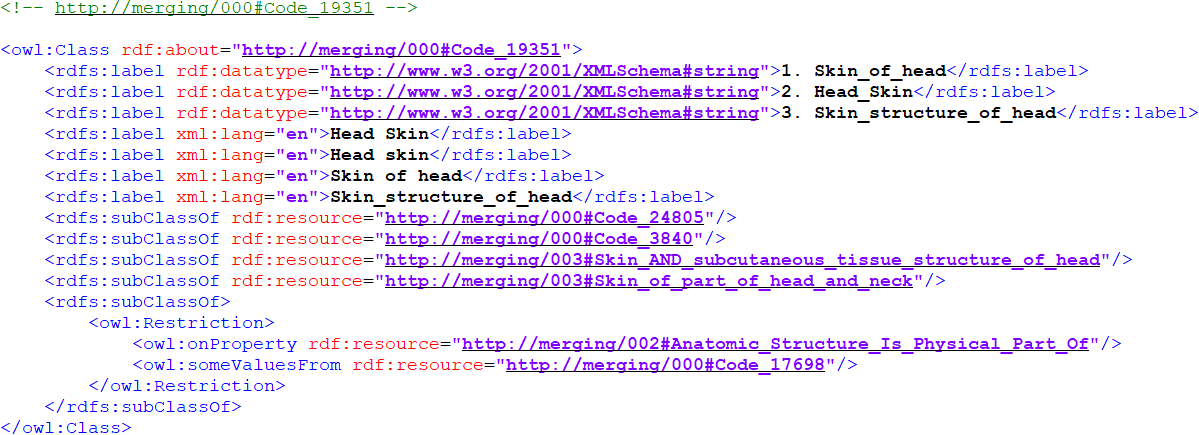 <!-- http://merging/000#Code_19351 -->
<owl:Class rdf:about="http://merging/000#Code_19351">
<rdfs:label rdf:datatype="http://www.w3.org/2001/XMLSchema#string">1. Skin_of_head</rdfs:label>
<rdfs:label rdf:datatype="http://www.w3.org/2001/XMLSchema#string">2. Head_Skin</rdfs:label>
<rdfs:label rdf:datatype="http://www.w3.org/2001/XMLSchema#string">3. Skin_structure_of_head</rdfs:label>
<rdfs:label xml:lang="en">Head Skin</rdfs:label>
<rdfs:label xml:lang="en">Head skin</rdfs:label>
<rdfs:label xml:lang="en">Skin of head</rdfs:label>
<rdfs:label xml:lang="en">Skin_structure_of_head</rdfs:label>
<rdfs:subClassOf rdf:resource="http://merging/000#Code_24805"/>
<rdfs:subClassOf rdf:resource="http://merging/000#Code_3840"/>
<rdfs:subClassOf rdf:resource="http://merging/003#Skin_AND_subcutaneous_tissue_structure_of_head"/>
<rdfs:subClassOf rdf:resource="http://merging/003#Skin_of_part_of_head_and_neck"/>
<rdfs:subClassOf>
<owl:Restriction>
<owl:onProperty rdf:resource="http://merging/002#Anatomic_Structure_Is_Physical_Part_Of"/>
<owl:someValuesFrom rdf:resource="http://merging/000#Code_17698"/>
</owl:Restriction>
</rdfs:subClassOf>
</owl:Class>